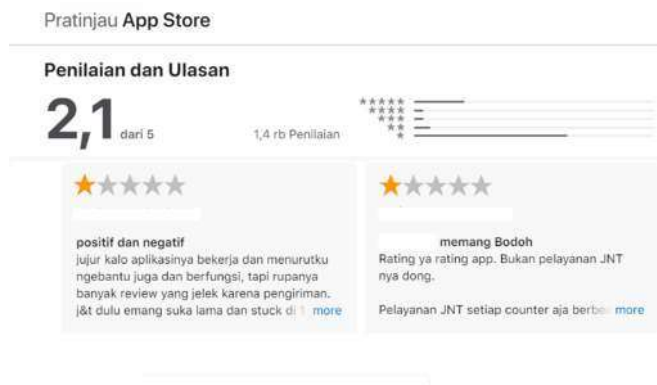 Pratinjau App Store
Penilaian dan Ulasan
2,1 dari 5
1,4 rb Penilaian
positif dan negatif
jujur kalo aplikasinya bekerja dan menurutku
ngebantu juga dan berfungsi, tapi rupanya
banyak review yang jelek karena pengiriman.
j&t dulu emang suka lama dan stuck di more
memang Bodoh
Rating ya rating app. Bukan pelayanan JNT
nya dong.
Pelayanan JNT setiap counter aja more